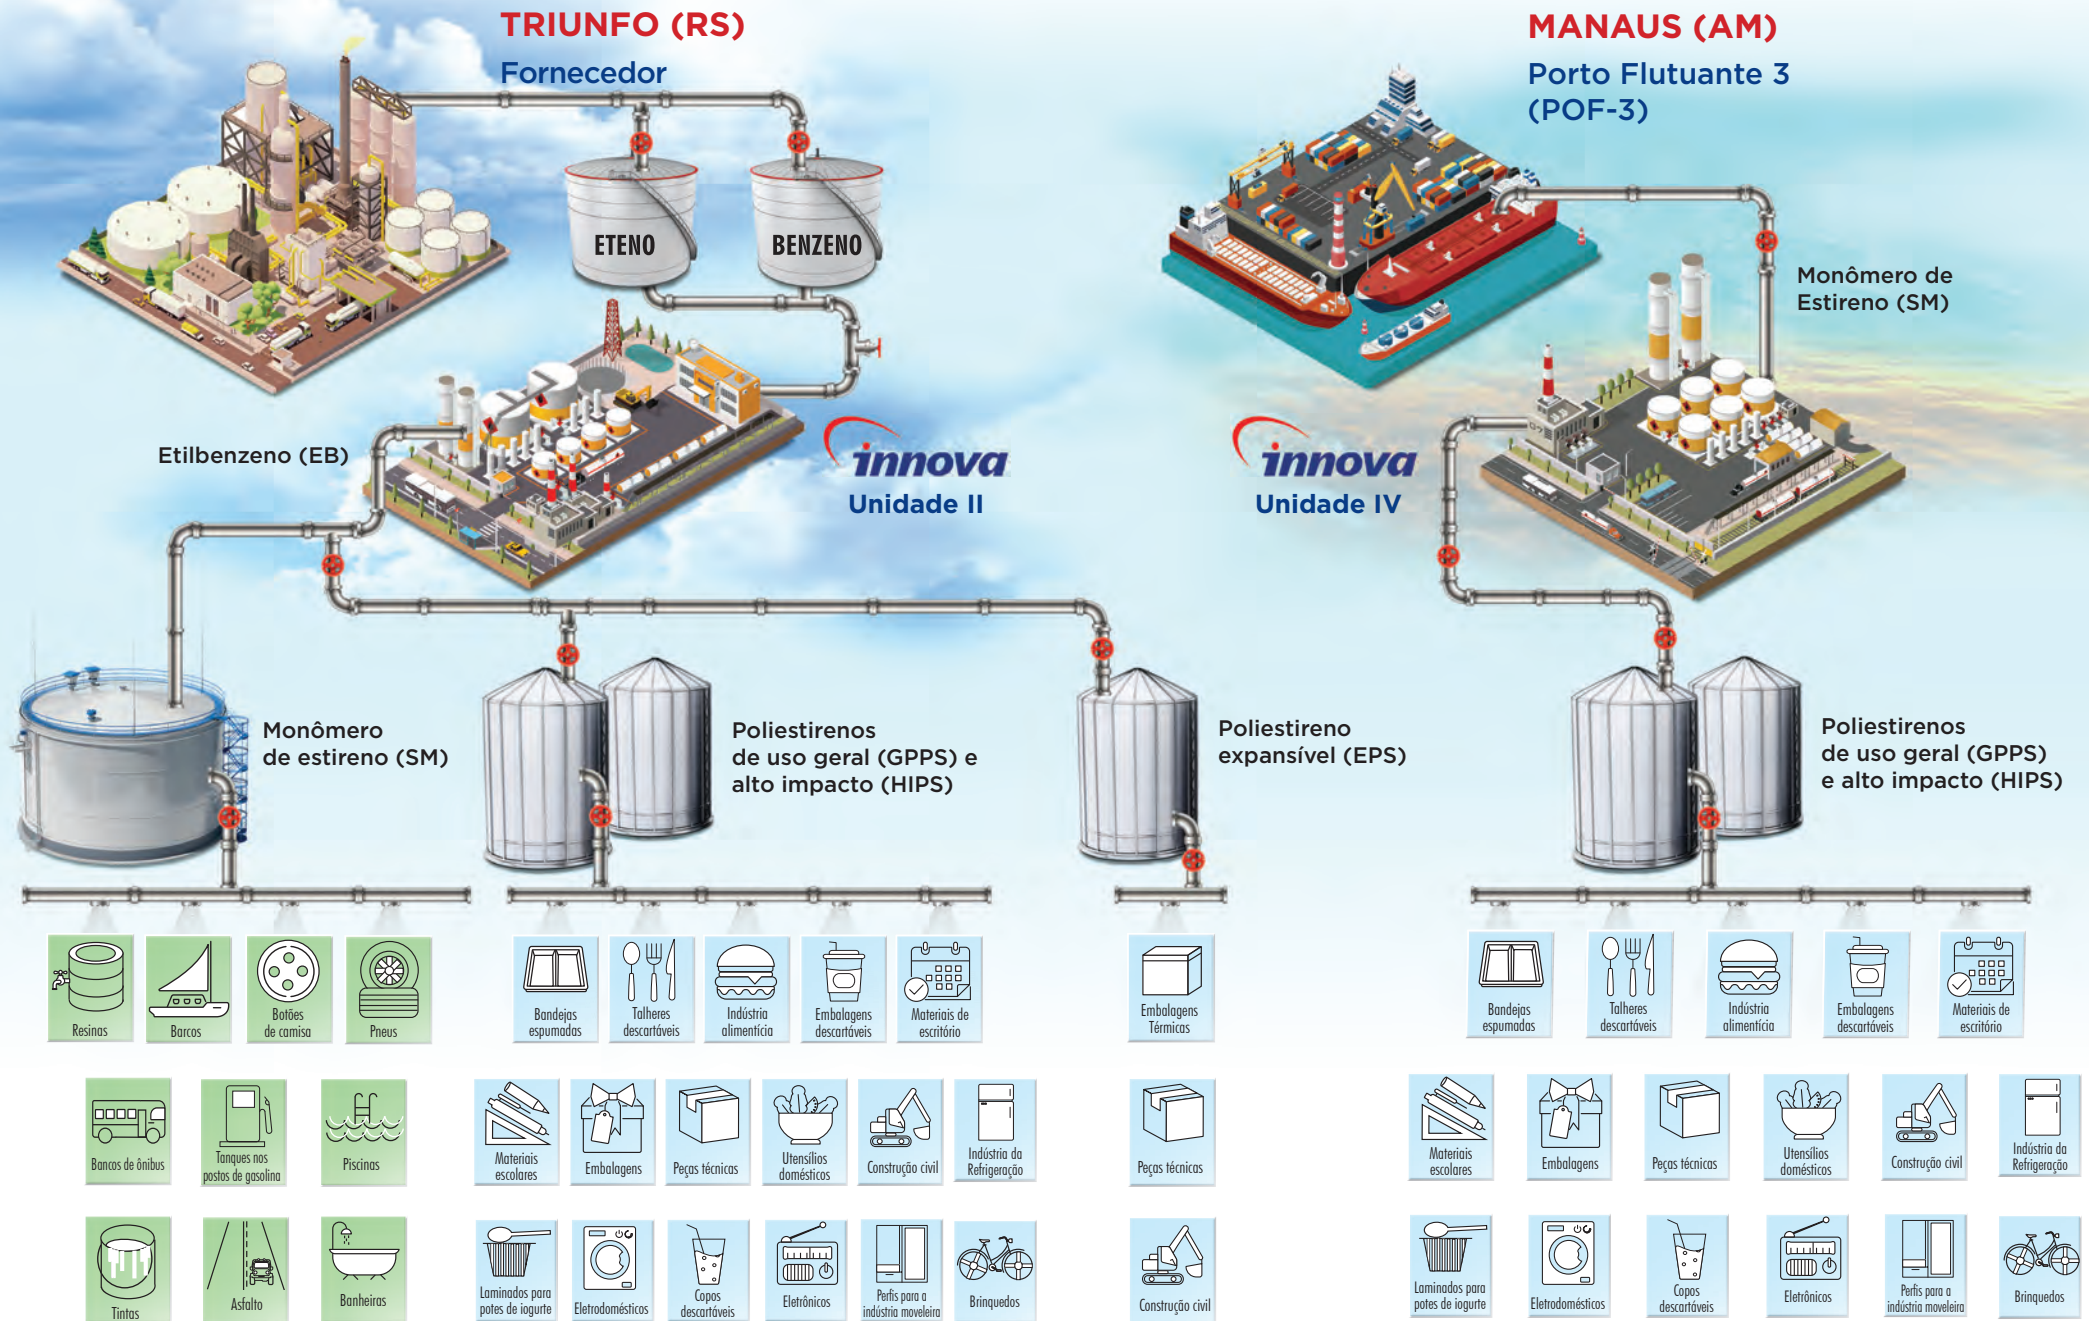 TRIUNFO (RS)
Fornecedor
ETENO
BENZENO
Etilbenzeno (EB)
innova
Unidade II
Monômero
de estireno (SM)
Poliestirenos
de uso geral (GPPS) e
alto impacto (HIPS)
Poliestireno
expansível (EPS)
MANAUS (AM)
Porto Flutuante 3
(POF-3)
Monômero de
Estireno (SM)
innova
Unidade IV
Poliestirenos
de uso geral (GPPS)
e alto impacto (HIPS)
Resinas
Barcos
Botões
de camisa
Pneus
Bancos de ônibus
Tanques nos
postos de gasolina
Piscinas
Tintas
Asfalto
Banheiras
Bandejas
espumadas
Talheres
descartáveis
Indústria
alimentícia
Embalagens
descartáveis
Materiais de
escritório
Materiais
escolares
Embalagens
Peças técnicas
Utensílios
domésticos
Construção civil
Indústria da
Refrigeração
Laminados para
potes de iogurte
Eletrodomésticos
Copos
descartáveis
Eletrônicos
Perfis para a
indústria moveleira
Brinquedos
Embalagens
Térmicas
Peças técnicas
Construção civil
Bandejas
espumadas
Talheres
descartáveis
Indústria
alimentícia
Embalagens
descartáveis
Materiais de
escritório
Materiais
escolares
Embalagens
Peças técnicas
Utensílios
domésticos
Construção civil
Indústria da
Refrigeração
Laminados para
potes de iogurte
Eletrodomésticos
Copos
descartáveis
Eletrônicos
Perfis para a
indústria moveleira
Brinquedos